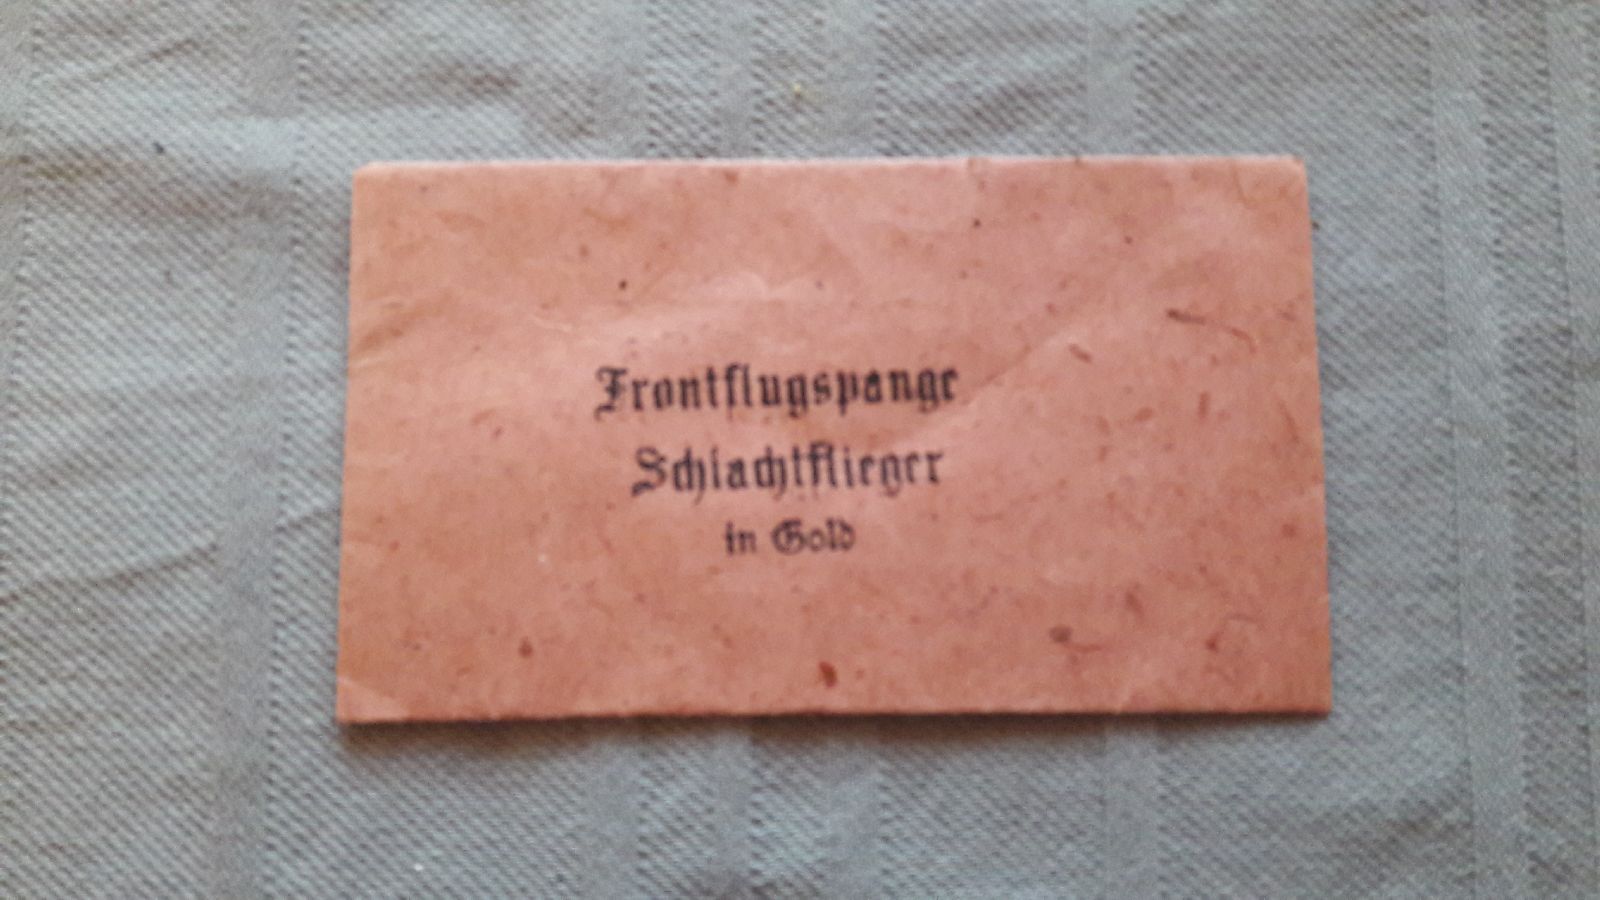 Frontflugspange
Schlachtflieger
in Gold